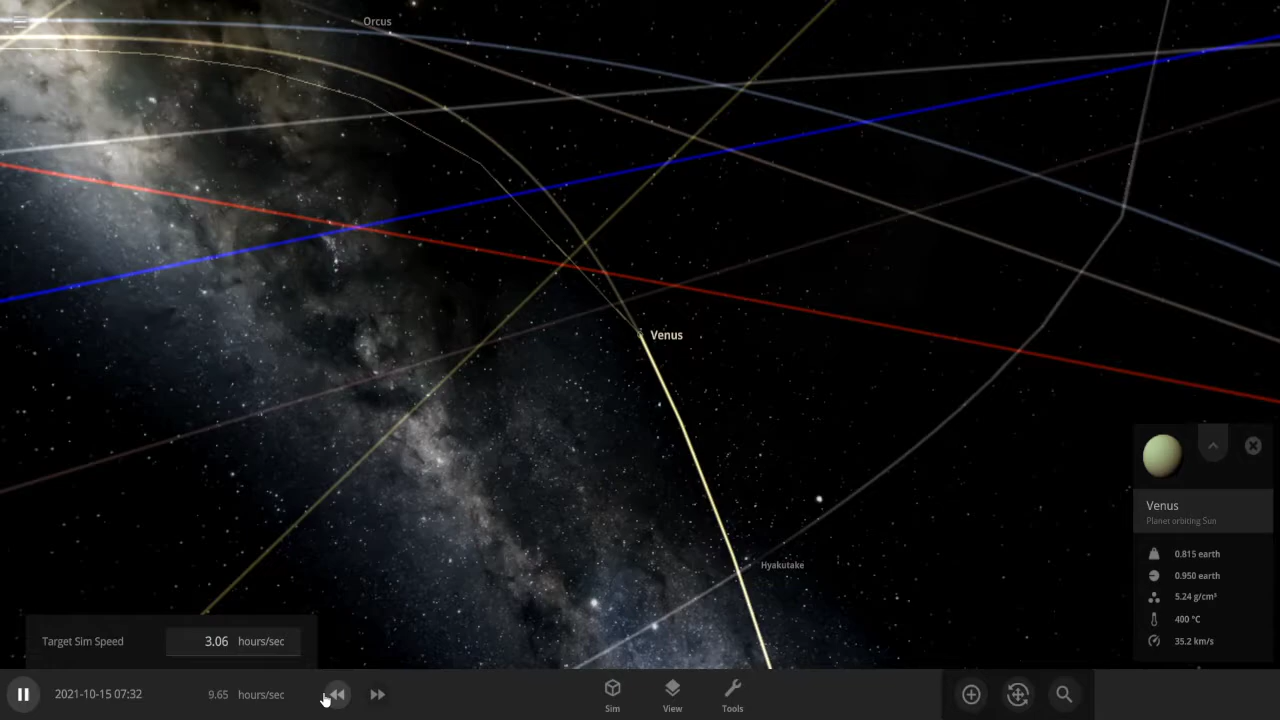 Orcus
Venus
Hyakutake
Venus
Planet orbiting Sun
0.815 earth
0.950 earth
5.24 g/cm³
400 °C
35.2 km/s
Target Sim Speed 3.06 hours/sec
2021-10-15 07:32 9.65 hours/sec
Sim View Tools